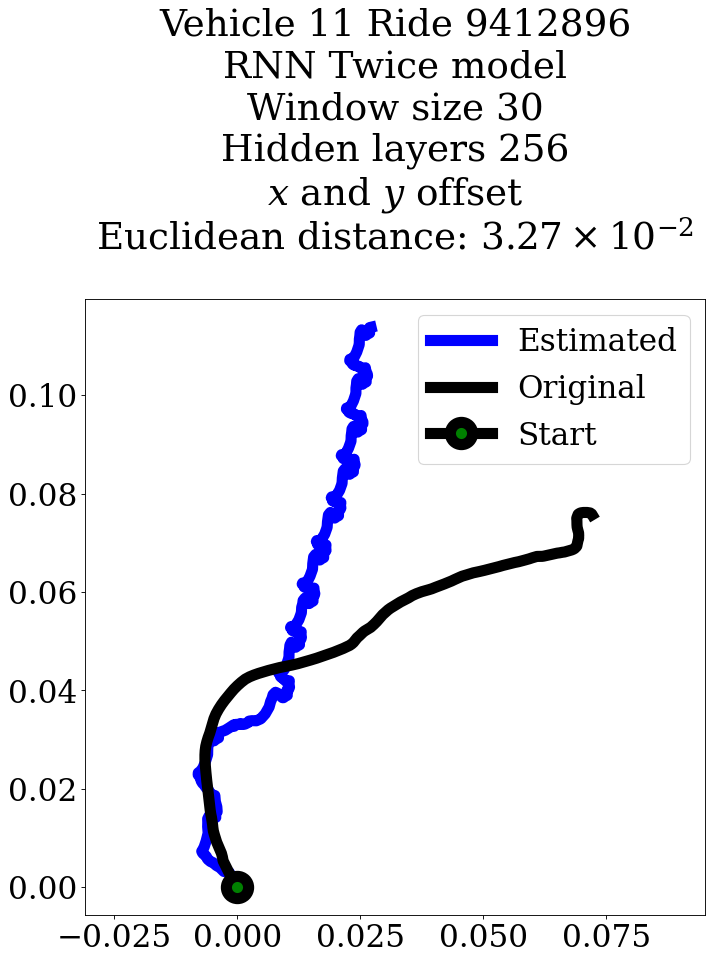 Vehicle 11 Ride 9412896
RNN Twice model
Window size 30
Hidden layers 256
x and y offset
Euclidean distance: 3.27 × 10⁻²
Estimated
Original
Start
0.10
0.08
0.06
0.04
0.02
0.00
−0.025 0.000 0.025 0.050 0.075